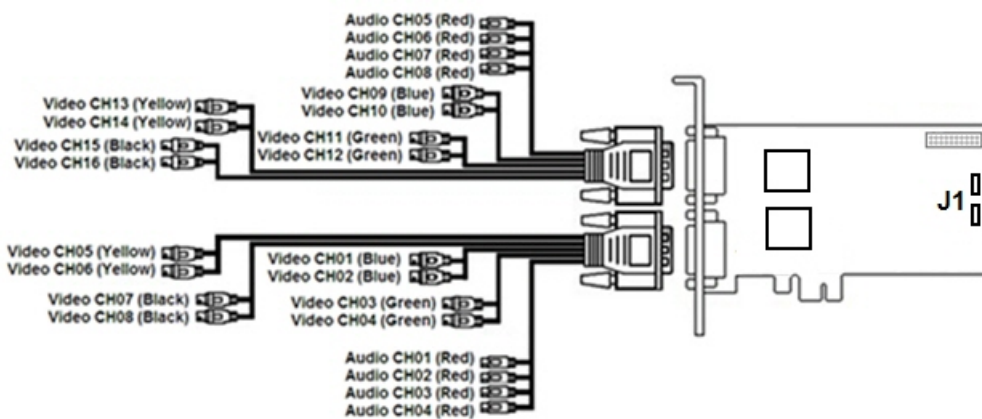 Audio CH05 (Red)
Audio CH06 (Red)
Audio CH07 (Red)
Audio CH08 (Red)
Video CH09 (Blue)
Video CH10 (Blue)
Video CH13 (Yellow)
Video CH14 (Yellow)
Video CH11 (Green)
Video CH12 (Green)
Video CH15 (Black)
Video CH16 (Black)
J1
Video CH05 (Yellow)
Video CH06 (Yellow)
Video CH01 (Blue)
Video CH02 (Blue)
Video CH07 (Black)
Video CH08 (Black)
Video CH03 (Green)
Video CH04 (Green)
Audio CH01 (Red)
Audio CH02 (Red)
Audio CH03 (Red)
Audio CH04 (Red)